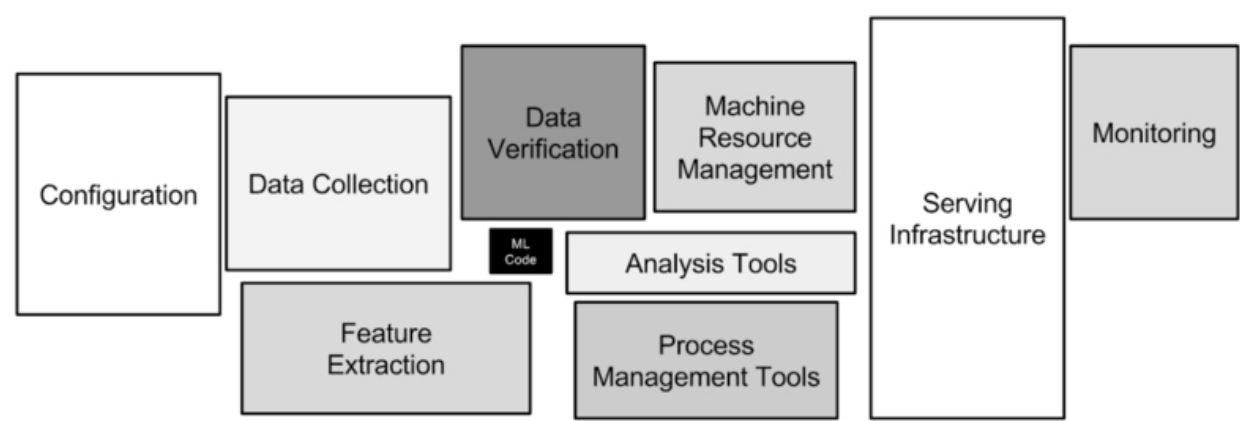 Configuration
Data Collection
Feature
Extraction
Data
Verification
ML
Code
Machine
Resource
Management
Analysis Tools
Process
Management Tools
Serving
Infrastructure
Monitoring